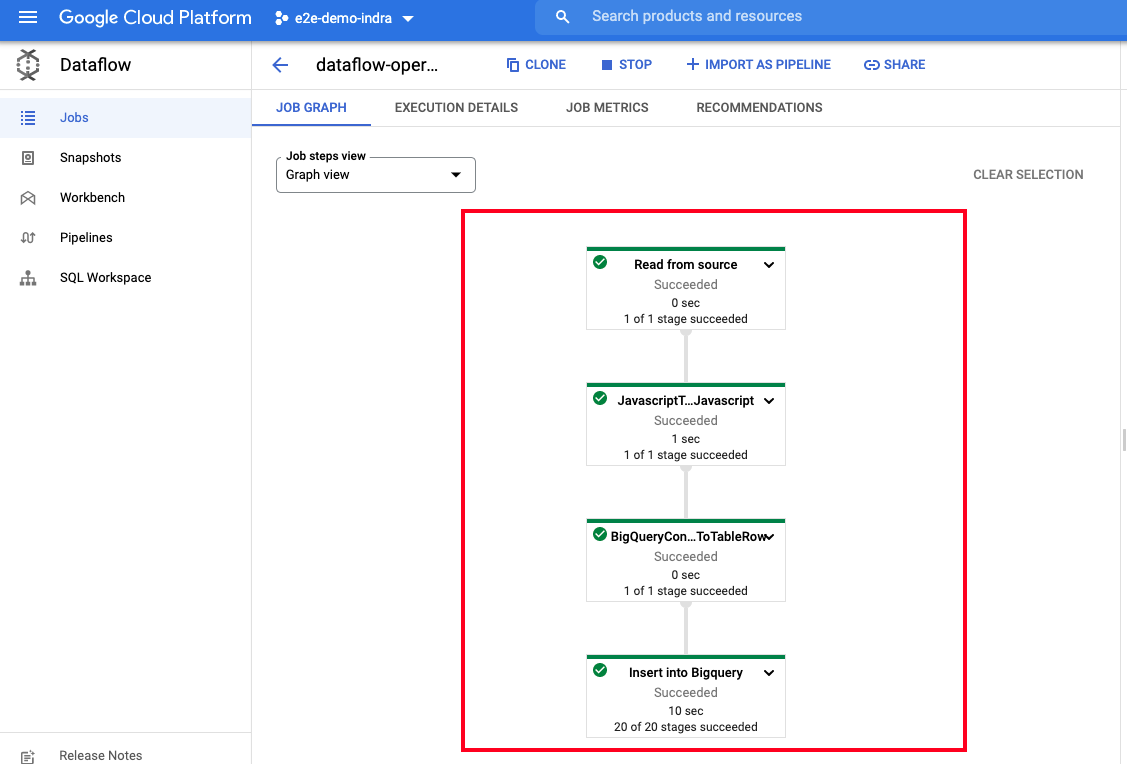 Google Cloud Platform
e2e-demo-indra
Search products and resources
Dataflow
dataflow-oper...
CLONE
STOP
IMPORT AS PIPELINE
SHARE
JOB GRAPH
EXECUTION DETAILS
JOB METRICS
RECOMMENDATIONS
Jobs
Snapshots
Workbench
Pipelines
SQL Workspace
Job steps view
Graph view
CLEAR SELECTION
Read from source
Succeeded
0 sec
1 of 1 stage succeeded
JavascriptT...Javascript
Succeeded
1 sec
1 of 1 stage succeeded
BigQueryCon...ToTableRow
Succeeded
0 sec
1 of 1 stage succeeded
Insert into Bigquery
Succeeded
10 sec
20 of 20 stages succeeded
Release Notes